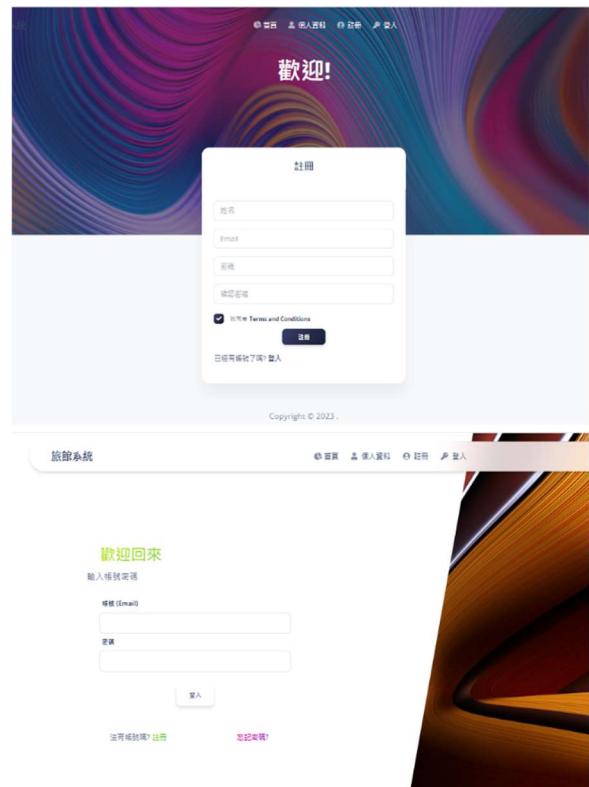 首頁 個人資料 註冊 登入
歡迎!
註冊
姓名
Email
密碼
確認密碼
我同意 Terms and Conditions
註冊
已經有帳號了嗎? 登入
Copyright © 2023 .
旅館系統
首頁 個人資料 註冊 登入
歡迎回來
輸入帳號密碼
帳號 (Email)
密碼
登入
沒有帳號嗎? 註冊
忘記密碼?